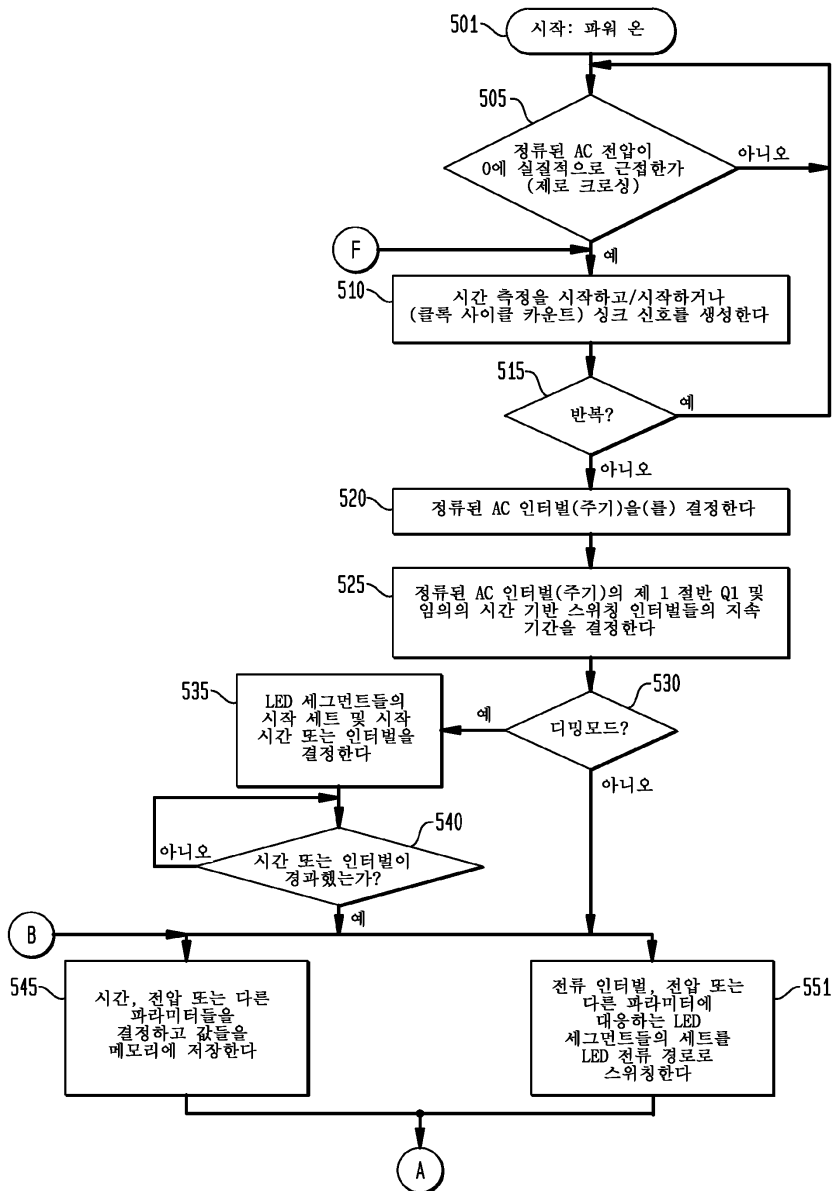 501
시작: 파워 온
505
정류된 AC 전압이
0에 실질적으로 근접한가
(제로 크로싱)
아니오
F
예
510
시간 측정을 시작하고/시작하거나
(클록 사이클 카운트) 싱크 신호를 생성한다
515
반복?
예
아니오
520
정류된 AC 인터벌(주기)을(를) 결정한다
525
정류된 AC 인터벌(주기)의 제 1 절반 Q1 및
임의의 시간 기반 스위칭 인터벌들의 지속
기간을 결정한다
530
디밍모드?
예
아니오
535
LED 세그먼트들의
시작 세트 및 시작
시간 또는 인터벌을
결정한다
540
시간 또는 인터벌이
경과했는가?
아니오
예
B
545
시간, 전압 또는 다른
파라미터들을
결정하고 값들을
메모리에 저장한다
551
전류 인터벌, 전압 또는
다른 파라미터에
대응하는 LED
세그먼트들의 세트를
LED 전류 경로로
스위칭한다
A